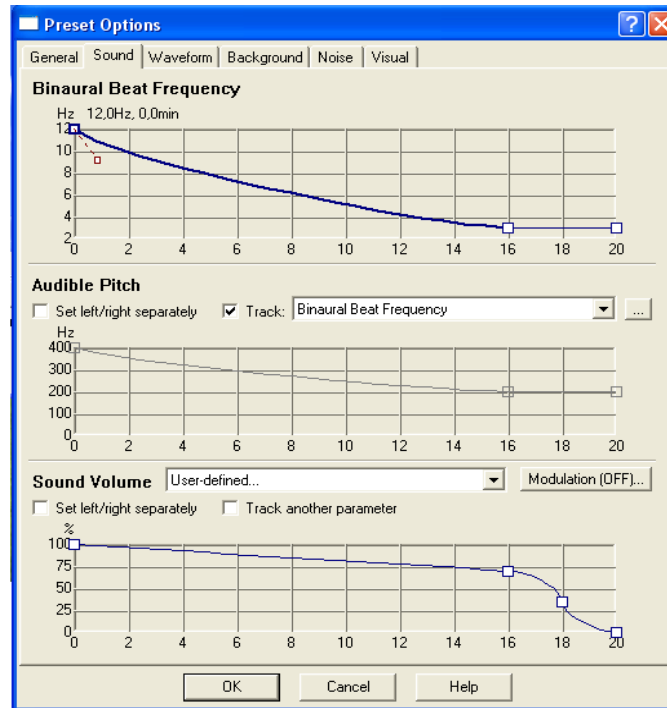 Preset Options
General Sound Waveform Background Noise Visual
Binaural Beat Frequency
Hz 12,0Hz, 0,0min
12
10
8
6
4
2
0 2 4 6 8 10 12 14 16 18 20
Audible Pitch
Set left/right separately Track: Binaural Beat Frequency ...
Hz
400
300
200
100
0
0 2 4 6 8 10 12 14 16 18 20
Sound Volume User-defined... Modulation (OFF)...
Set left/right separately Track another parameter
%
100
75
50
25
0
0 2 4 6 8 10 12 14 16 18 20
OK Cancel Help